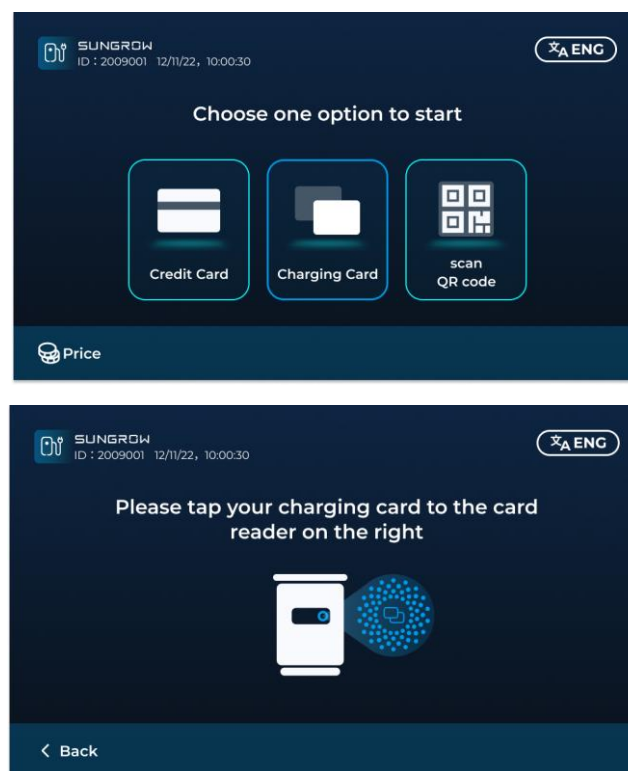 SUNGROW
ID：2009001 12/11/22，10:00:30
文A ENG
Choose one option to start
Credit Card
Charging Card
scan
QR code
Price
SUNGROW
ID：2009001 12/11/22，10:00:30
文A ENG
Please tap your charging card to the card
reader on the right
Back